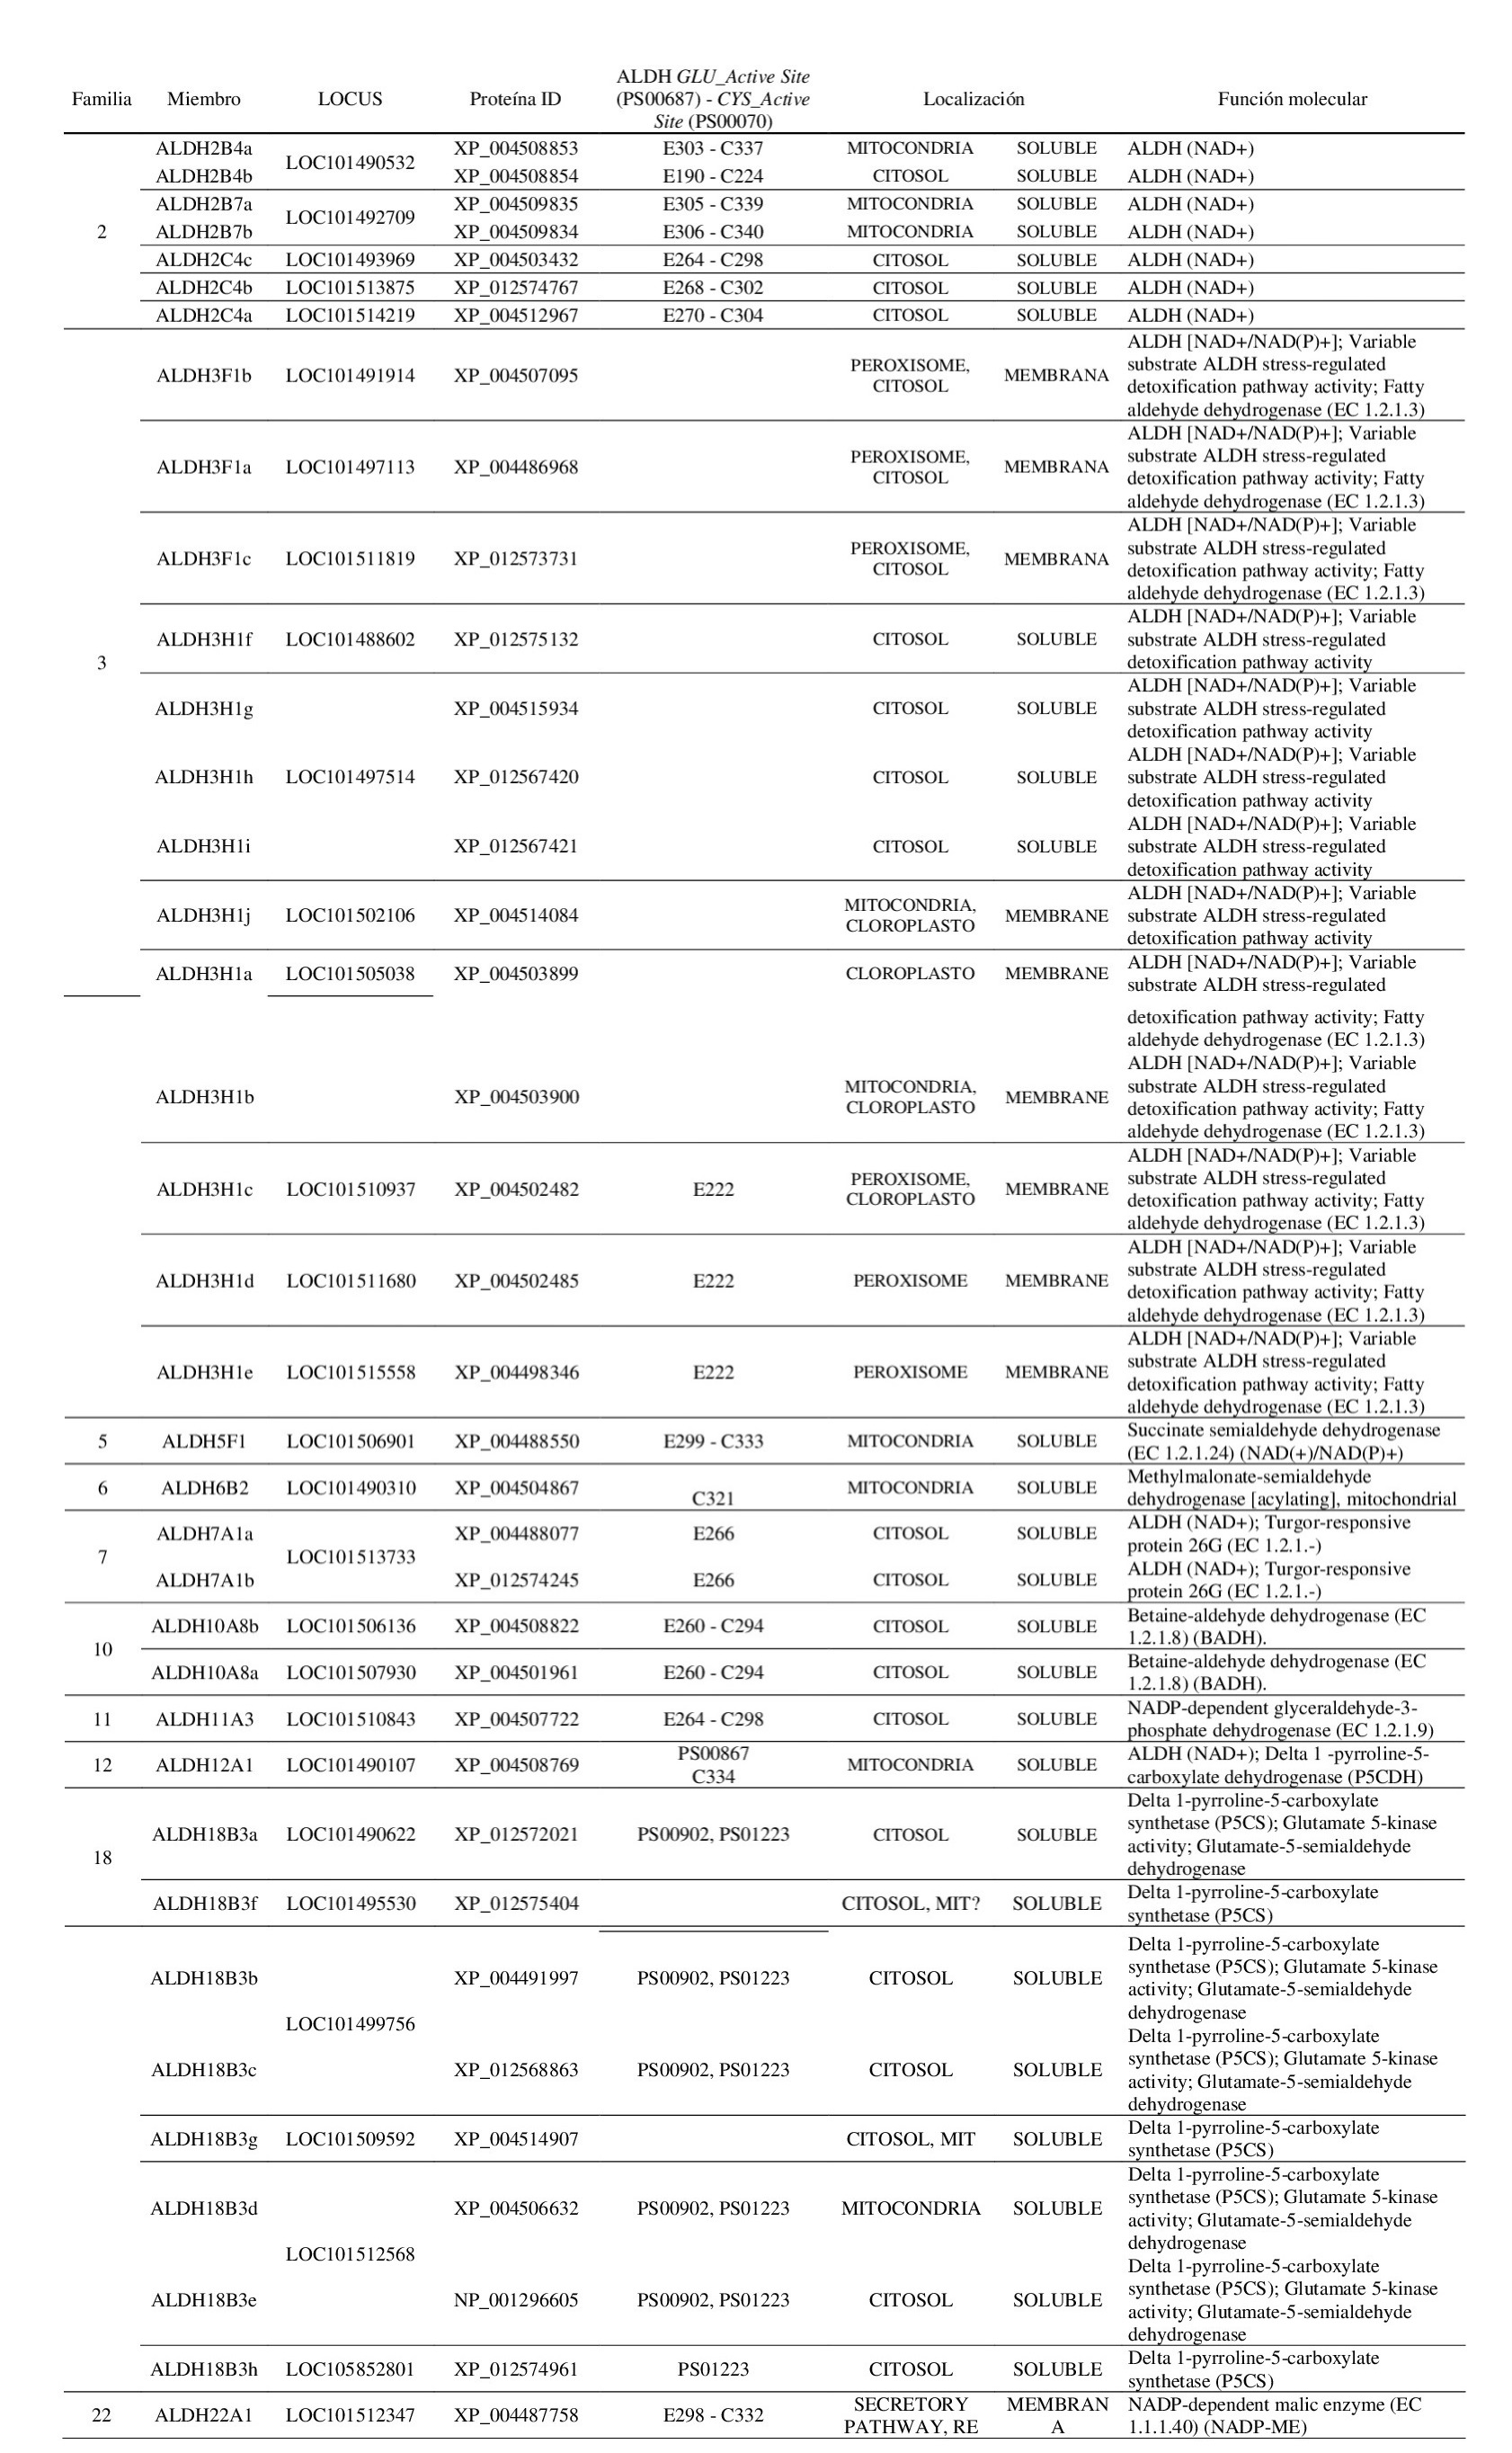 Familia Miembro LOCUS Proteína ID ALDH GLU_Active Site (PS00687) - CYS_Active Site (PS00070) Localización Función molecular
ALDH2B4a XP_004508853 E303 - C337 MITOCONDRIA SOLUBLE ALDH (NAD+)
LOC101490532
ALDH2B4b XP_004508854 E190 - C224 CITOSOL SOLUBLE ALDH (NAD+)
ALDH2B7a XP_004509835 E305 - C339 MITOCONDRIA SOLUBLE ALDH (NAD+)
LOC101492709
2 ALDH2B7b XP_004509834 E306 - C340 MITOCONDRIA SOLUBLE ALDH (NAD+)
ALDH2C4c LOC101493969 XP_004503432 E264 - C298 CITOSOL SOLUBLE ALDH (NAD+)
ALDH2C4b LOC101513875 XP_012574767 E268 - C302 CITOSOL SOLUBLE ALDH (NAD+)
ALDH2C4a LOC101514219 XP_004512967 E270 - C304 CITOSOL SOLUBLE ALDH (NAD+)
ALDH3F1b LOC101491914 XP_004507095 PEROXISOME,
CITOSOL MEMBRANA ALDH [NAD+/NAD(P)+]; Variable
substrate ALDH stress-regulated
detoxification pathway activity; Fatty
aldehyde dehydrogenase (EC 1.2.1.3)
ALDH3F1a LOC101497113 XP_004486968 PEROXISOME,
CITOSOL MEMBRANA ALDH [NAD+/NAD(P)+]; Variable
substrate ALDH stress-regulated
detoxification pathway activity; Fatty
aldehyde dehydrogenase (EC 1.2.1.3)
ALDH3F1c LOC101511819 XP_012573731 PEROXISOME,
CITOSOL MEMBRANA ALDH [NAD+/NAD(P)+]; Variable
substrate ALDH stress-regulated
detoxification pathway activity; Fatty
aldehyde dehydrogenase (EC 1.2.1.3)
3 ALDH3H1f LOC101488602 XP_012575132 CITOSOL SOLUBLE ALDH [NAD+/NAD(P)+]; Variable
substrate ALDH stress-regulated
detoxification pathway activity
ALDH3H1g XP_004515934 CITOSOL SOLUBLE ALDH [NAD+/NAD(P)+]; Variable
substrate ALDH stress-regulated
detoxification pathway activity
ALDH3H1h LOC101497514 XP_012567420 CITOSOL SOLUBLE ALDH [NAD+/NAD(P)+]; Variable
substrate ALDH stress-regulated
detoxification pathway activity
ALDH3H1i XP_012567421 CITOSOL SOLUBLE ALDH [NAD+/NAD(P)+]; Variable
substrate ALDH stress-regulated
detoxification pathway activity
ALDH3H1j LOC101502106 XP_004514084 MITOCONDRIA,
CLOROPLASTO MEMBRANE ALDH [NAD+/NAD(P)+]; Variable
substrate ALDH stress-regulated
detoxification pathway activity
ALDH3H1a LOC101505038 XP_004503899 CLOROPLASTO MEMBRANE ALDH [NAD+/NAD(P)+]; Variable
substrate ALDH stress-regulated
detoxification pathway activity; Fatty
aldehyde dehydrogenase (EC 1.2.1.3)
ALDH3H1b XP_004503900 MITOCONDRIA,
CLOROPLASTO MEMBRANE ALDH [NAD+/NAD(P)+]; Variable
substrate ALDH stress-regulated
detoxification pathway activity; Fatty
aldehyde dehydrogenase (EC 1.2.1.3)
ALDH3H1c LOC101510937 XP_004502482 E222 PEROXISOME,
CLOROPLASTO MEMBRANE ALDH [NAD+/NAD(P)+]; Variable
substrate ALDH stress-regulated
detoxification pathway activity; Fatty
aldehyde dehydrogenase (EC 1.2.1.3)
ALDH3H1d LOC101511680 XP_004502485 E222 PEROXISOME MEMBRANE ALDH [NAD+/NAD(P)+]; Variable
substrate ALDH stress-regulated
detoxification pathway activity; Fatty
aldehyde dehydrogenase (EC 1.2.1.3)
ALDH3H1e LOC101515558 XP_004498346 E222 PEROXISOME MEMBRANE ALDH [NAD+/NAD(P)+]; Variable
substrate ALDH stress-regulated
detoxification pathway activity; Fatty
aldehyde dehydrogenase (EC 1.2.1.3)
5 ALDH5F1 LOC101506901 XP_004488550 E299 - C333 MITOCONDRIA SOLUBLE Succinate semialdehyde dehydrogenase
(EC 1.2.1.24) (NAD(+)/NAD(P)+)
6 ALDH6B2 LOC101490310 XP_004504867 C321 MITOCONDRIA SOLUBLE Methylmalonate-semialdehyde
dehydrogenase [acylating], mitochondrial
ALDH7A1a XP_004488077 E266 CITOSOL SOLUBLE ALDH (NAD+); Turgor-responsive
protein 26G (EC 1.2.1.-)
7 LOC101513733
ALDH7A1b XP_012574245 E266 CITOSOL SOLUBLE ALDH (NAD+); Turgor-responsive
protein 26G (EC 1.2.1.-)
ALDH10A8b LOC101506136 XP_004508822 E260 - C294 CITOSOL SOLUBLE Betaine-aldehyde dehydrogenase (EC
1.2.1.8) (BADH).
10
ALDH10A8a LOC101507930 XP_004501961 E260 - C294 CITOSOL SOLUBLE Betaine-aldehyde dehydrogenase (EC
1.2.1.8) (BADH).
11 ALDH11A3 LOC101510843 XP_004507722 E264 - C298 CITOSOL SOLUBLE NADP-dependent glyceraldehyde-3-
phosphate dehydrogenase (EC 1.2.1.9)
12 ALDH12A1 LOC101490107 XP_004508769 PS00867
C334 MITOCONDRIA SOLUBLE ALDH (NAD+); Delta 1 -pyrroline-5-
carboxylate dehydrogenase (P5CDH)
ALDH18B3a LOC101490622 XP_012572021 PS00902, PS01223 CITOSOL SOLUBLE Delta 1-pyrroline-5-carboxylate
synthetase (P5CS); Glutamate 5-kinase
activity; Glutamate-5-semialdehyde
dehydrogenase
18
ALDH18B3f LOC101495530 XP_012575404 CITOSOL, MIT? SOLUBLE Delta 1-pyrroline-5-carboxylate
synthetase (P5CS)
ALDH18B3b XP_004491997 PS00902, PS01223 CITOSOL SOLUBLE Delta 1-pyrroline-5-carboxylate
synthetase (P5CS); Glutamate 5-kinase
activity; Glutamate-5-semialdehyde
dehydrogenase
LOC101499756
ALDH18B3c XP_012568863 PS00902, PS01223 CITOSOL SOLUBLE Delta 1-pyrroline-5-carboxylate
synthetase (P5CS); Glutamate 5-kinase
activity; Glutamate-5-semialdehyde
dehydrogenase
ALDH18B3g LOC101509592 XP_004514907 CITOSOL, MIT SOLUBLE Delta 1-pyrroline-5-carboxylate
synthetase (P5CS)
ALDH18B3d XP_004506632 PS00902, PS01223 MITOCONDRIA SOLUBLE Delta 1-pyrroline-5-carboxylate
synthetase (P5CS); Glutamate 5-kinase
activity; Glutamate-5-semialdehyde
dehydrogenase
LOC101512568
ALDH18B3e NP_001296605 PS00902, PS01223 CITOSOL SOLUBLE Delta 1-pyrroline-5-carboxylate
synthetase (P5CS); Glutamate 5-kinase
activity; Glutamate-5-semialdehyde
dehydrogenase
ALDH18B3h LOC105852801 XP_012574961 PS01223 CITOSOL SOLUBLE Delta 1-pyrroline-5-carboxylate
synthetase (P5CS)
22 ALDH22A1 LOC101512347 XP_004487758 E298 - C332 SECRETORY
PATHWAY, RE MEMBRAN
A NADP-dependent malic enzyme (EC
1.1.1.40) (NADP-ME)